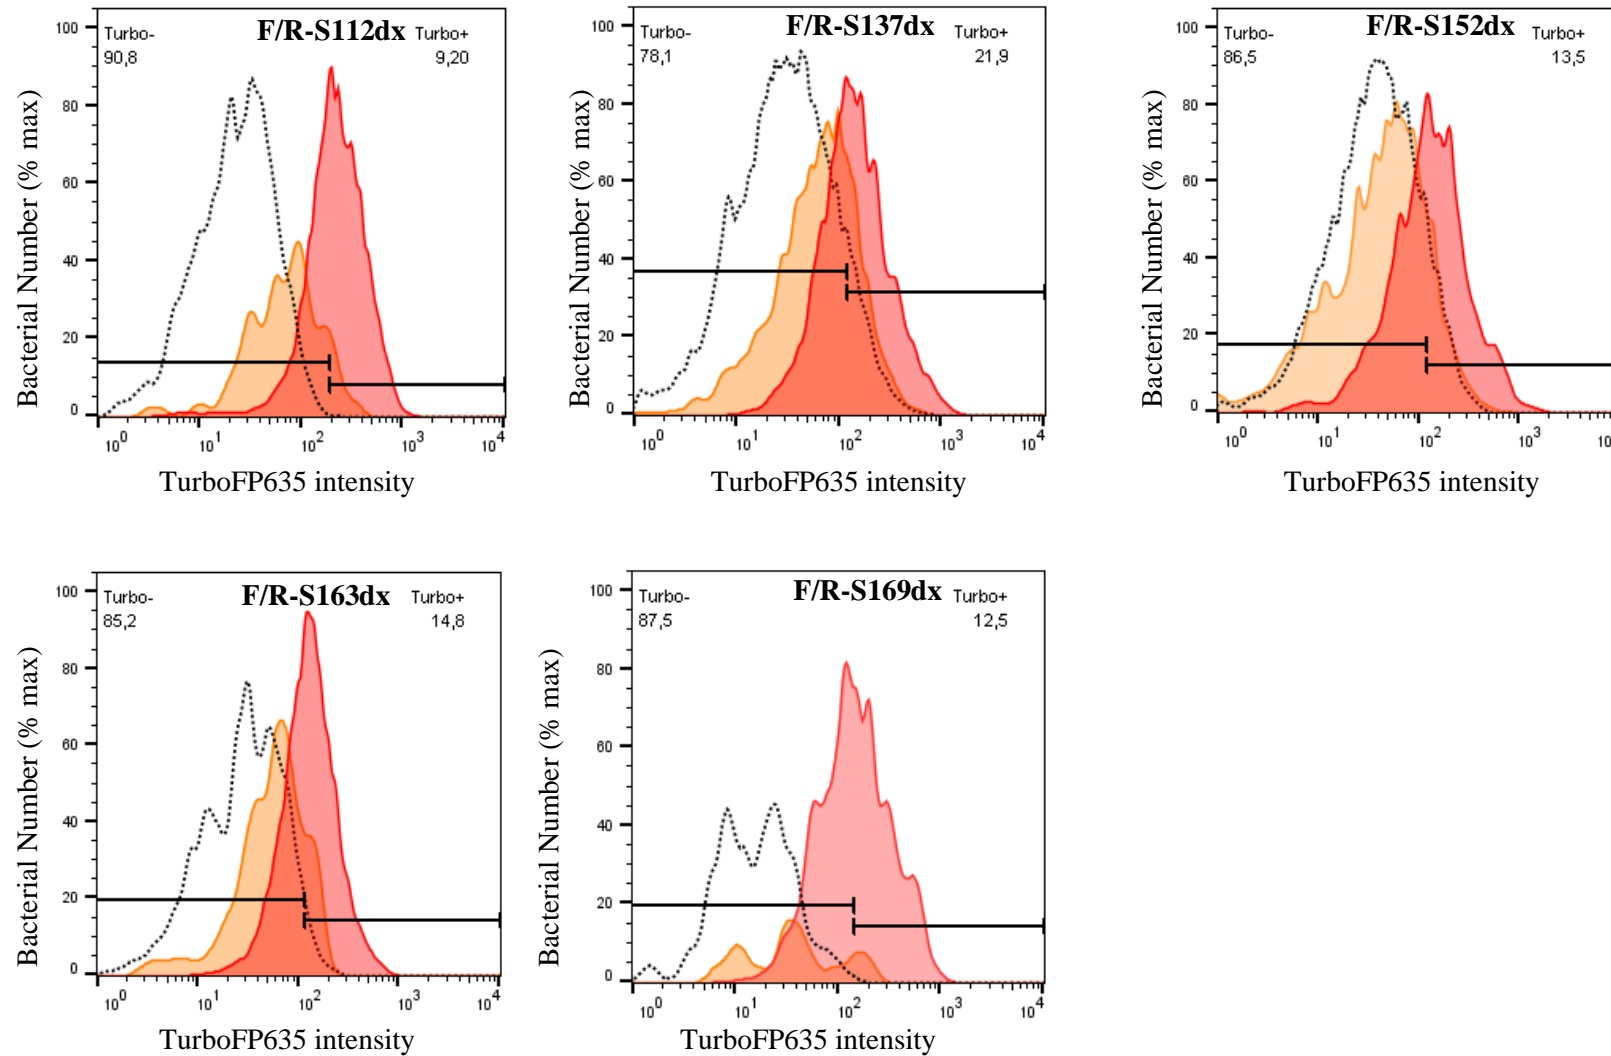 F/R-S112dx
Turbo-
90,8
Turbo+
9,20
100
80
60
40
20
0
10^0 10^1 10^2 10^3 10^4
Bacterial Number (% max)
TurboFP635 intensity
F/R-S137dx
Turbo-
78,1
Turbo+
21,9
100
80
60
40
20
0
10^0 10^1 10^2 10^3 10^4
Bacterial Number (% max)
TurboFP635 intensity
F/R-S152dx
Turbo-
86,5
Turbo+
13,5
100
80
60
40
20
0
10^0 10^1 10^2 10^3 10
Bacterial Number (% max)
TurboFP635 intensity
F/R-S163dx
Turbo-
85,2
Turbo+
14,8
100
80
60
40
20
0
10^0 10^1 10^2 10^3 10^4
Bacterial Number (% max)
TurboFP635 intensity
F/R-S169dx
Turbo-
87,5
Turbo+
12,5
100
80
60
40
20
0
10^0 10^1 10^2 10^3 10^4
Bacterial Number (% max)
TurboFP635 intensity